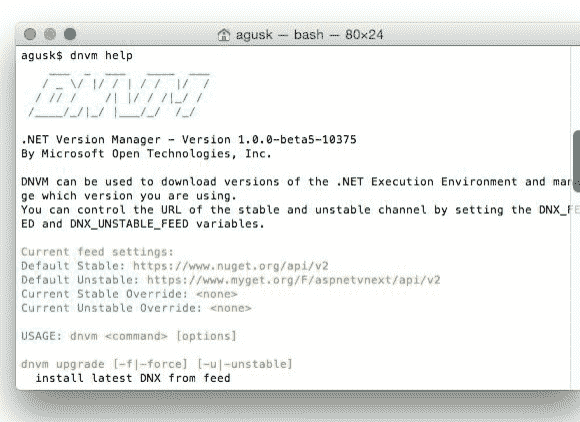 agusk — bash — 80×24
agusk$ dnvm help
.NET Version Manager - Version 1.0.0-beta5-10375
By Microsoft Open Technologies, Inc.
DNVM can be used to download versions of the .NET Execution Environment and mana
ge which version you are using.
You can control the URL of the stable and unstable channel by setting the DNX_FE
ED and DNX_UNSTABLE_FEED variables.
Current feed settings:
Default Stable: https://www.nuget.org/api/v2
Default Unstable: https://www.myget.org/F/aspnetvnext/api/v2
Current Stable Override: <none>
Current Unstable Override: <none>
USAGE: dnvm <command> [options]
dnvm upgrade [-f|-force] [-u|-unstable]
install latest DNX from feed